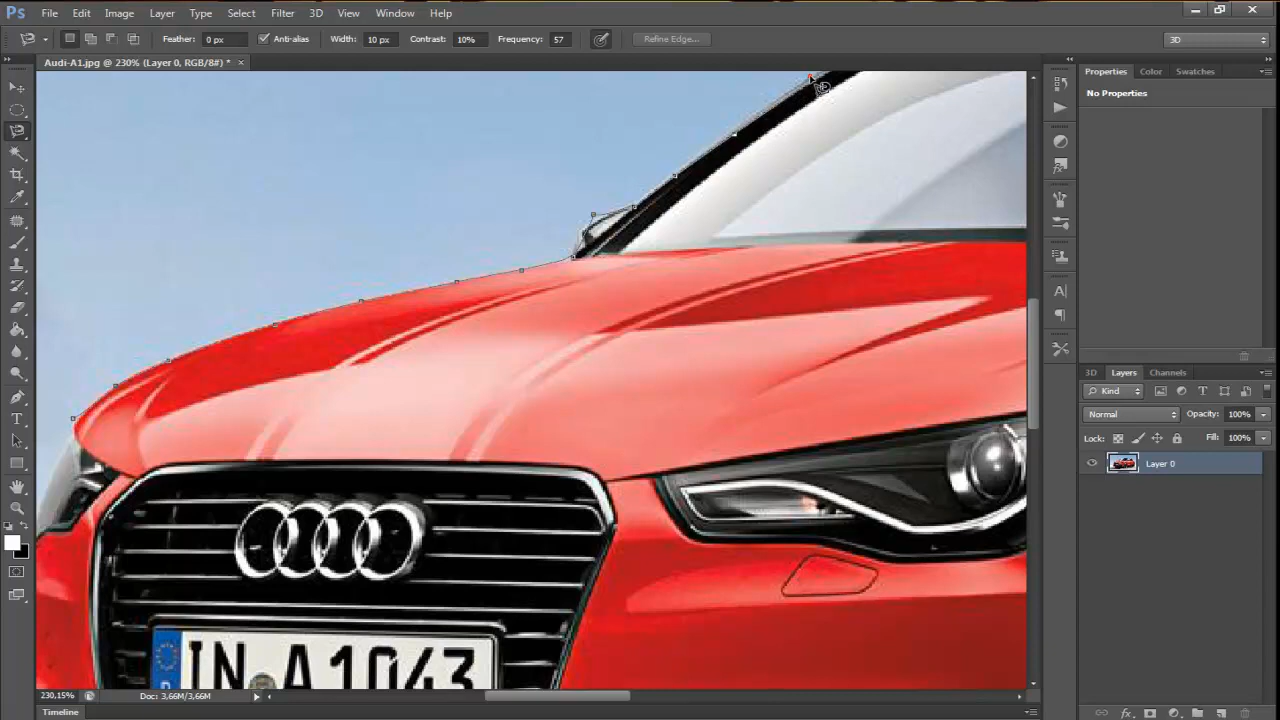 Ps File Edit Image Layer Type Select Filter 3D View Window Help
Feather: 0 px Anti-alias Width: 10 px Contrast: 10% Frequency: 57 Refine Edge... 3D
Audi-A1.jpg @ 230% (Layer 0, RGB/8#) * ×
Properties Color Swatches
No Properties
3D Layers Channels
Kind
Normal Opacity: 100%
Lock: Fill: 100%
Layer 0
IN A1043
230,15% Doc: 3,66M/3,66M
Timeline